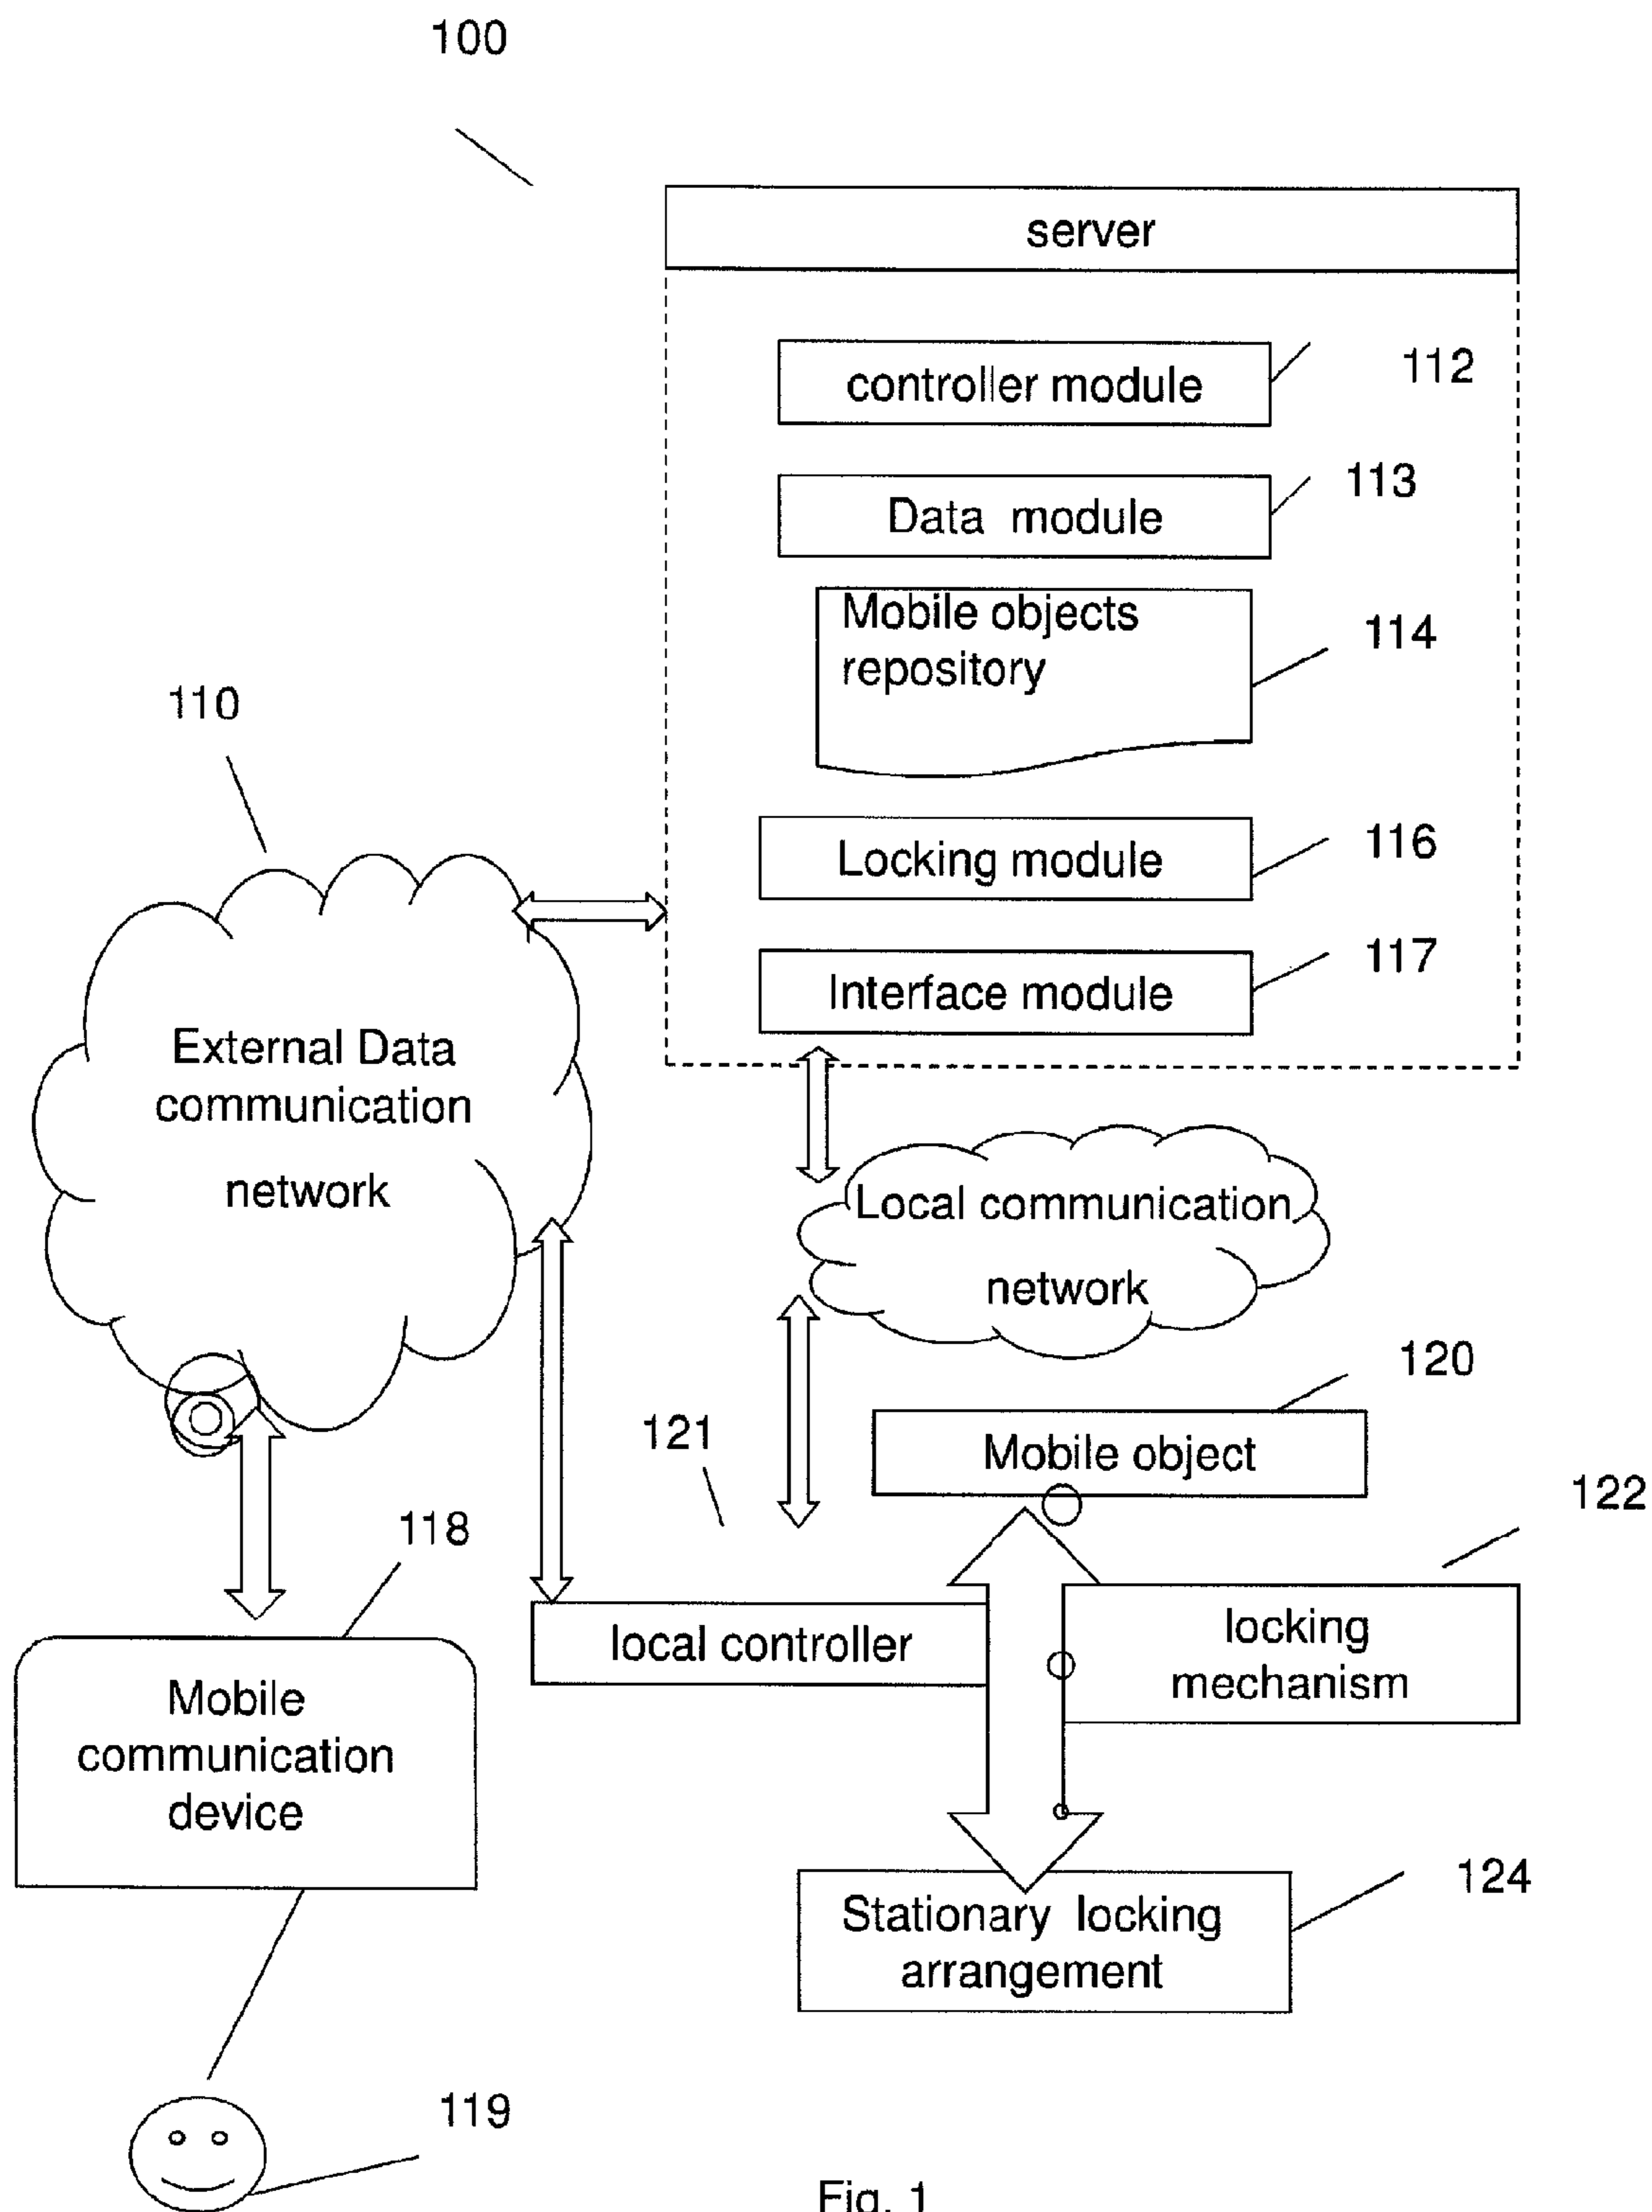 100
server
controller module
112
Data module
113
Mobile objects
repository
114
110
Locking module
116
Interface module
117
External Data
communication
network
Local communication
network
120
121
Mobile object
122
118
local controller
locking
mechanism
Mobile
communication
device
124
Stationary locking
arrangement
119
Fig. 1